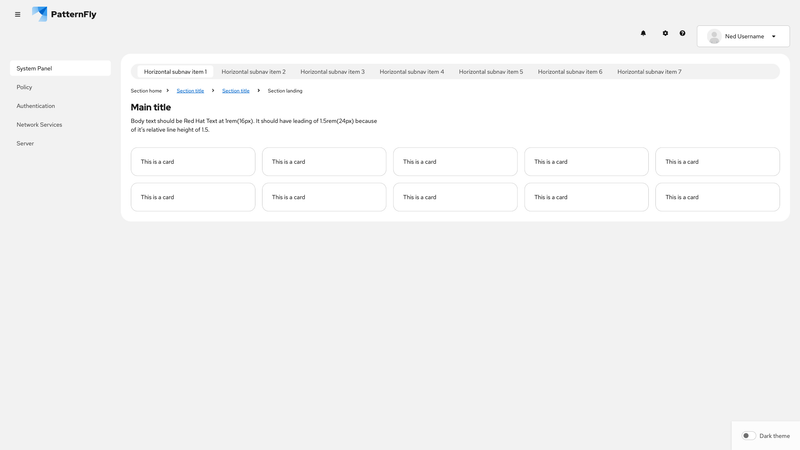 PatternFly
Ned Username
System Panel
Policy
Authentication
Network Services
Server
Horizontal subnav item 1
Horizontal subnav item 2
Horizontal subnav item 3
Horizontal subnav item 4
Horizontal subnav item 5
Horizontal subnav item 6
Horizontal subnav item 7
Section home
Section title
Section title
Section landing
Main title
Body text should be Red Hat Text at 1rem(16px). It should have leading of 1.5rem(24px) because
of it's relative line height of 1.5.
This is a card
This is a card
This is a card
This is a card
This is a card
This is a card
This is a card
This is a card
This is a card
This is a card
Dark theme